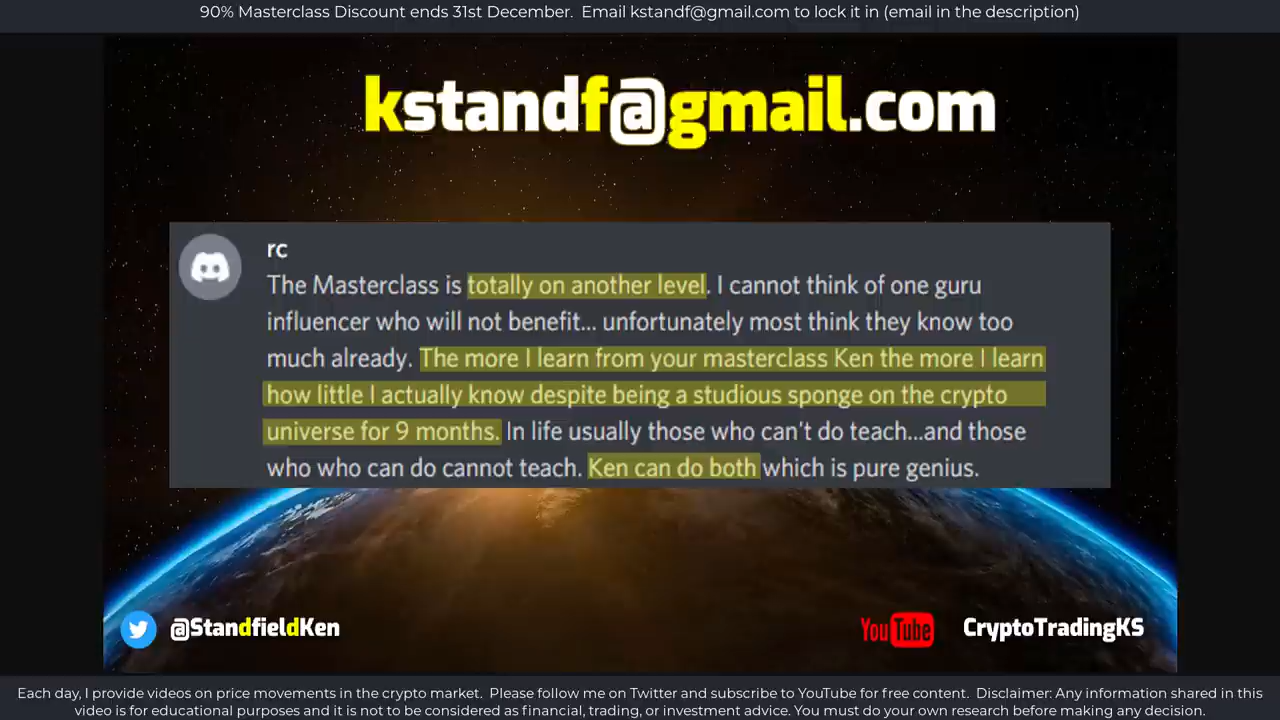 90% Masterclass Discount ends 31st December.  Email kstandf@gmail.com to lock it in (email in the description)
kstandf@gmail.com
rc
The Masterclass is totally on another level. I cannot think of one guru
influencer who will not benefit... unfortunately most think they know too
much already. The more I learn from your masterclass Ken the more I learn
how little I actually know despite being a studious sponge on the crypto
universe for 9 months. In life usually those who can't do teach...and those
who who can do cannot teach. Ken can do both which is pure genius.
@StandfieldKen
YouTube CryptoTradingKS
Each day, I provide videos on price movements in the crypto market.  Please follow me on Twitter and subscribe to YouTube for free content.  Disclaimer: Any information shared in this
video is for educational purposes and it is not to be considered as financial, trading, or investment advice. You must do your own research before making any decision.